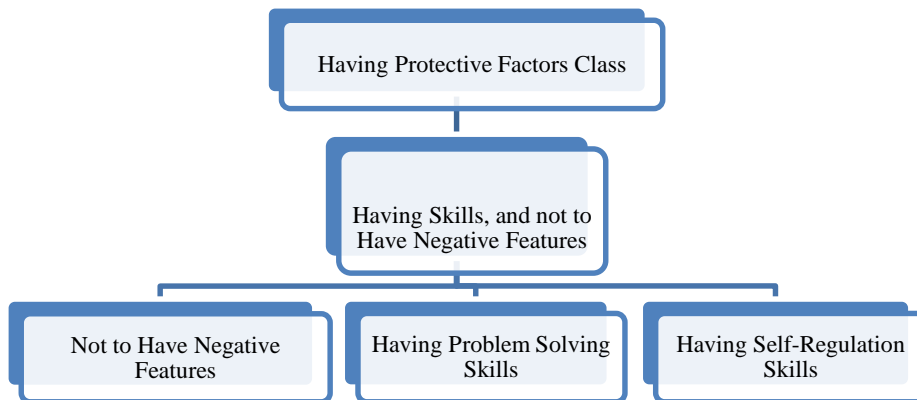 Having Protective Factors Class
Having Skills, and not to
Have Negative Features
Not to Have Negative
Features
Having Problem Solving
Skills
Having Self-Regulation
Skills